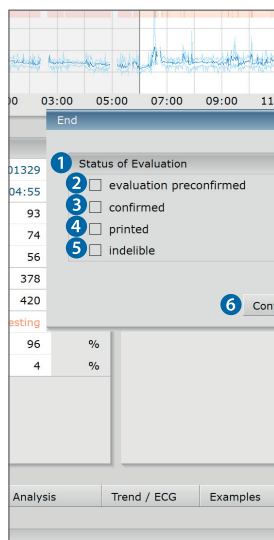 00 03:00 05:00 07:00 09:00 11
End
1 Status of Evaluation
01329
2 evaluation preconfirmed
04:55
3 confirmed
93
4 printed
74
5 indelible
56
378
6 Con
420
esting
96 %
4 %
Analysis Trend / ECG Examples